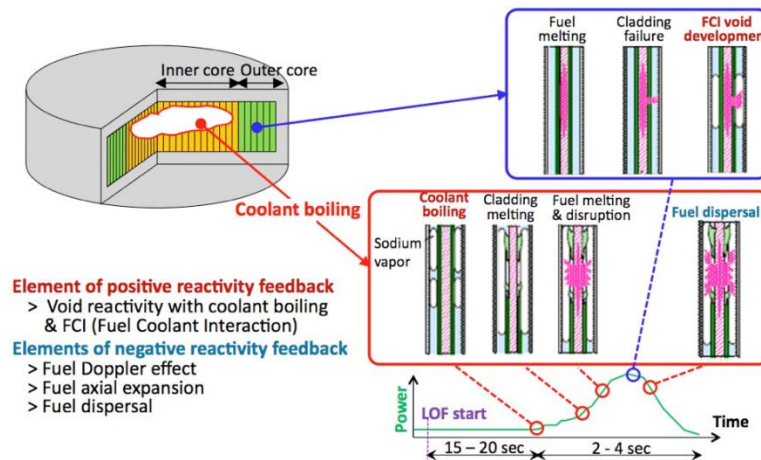 Inner core
Outer core
Coolant boiling
Fuel
melting
Cladding
failure
FCI void
developmen
Coolant
boiling
Cladding
melting
Fuel melting
& disruption
Fuel dispersal
Sodium
vapor
Element of positive reactivity feedback
> Void reactivity with coolant boiling
& FCI (Fuel Coolant Interaction)
Elements of negative reactivity feedback
> Fuel Doppler effect
> Fuel axial expansion
> Fuel dispersal
Power
LOF start
Time
15 – 20 sec
2 - 4 sec